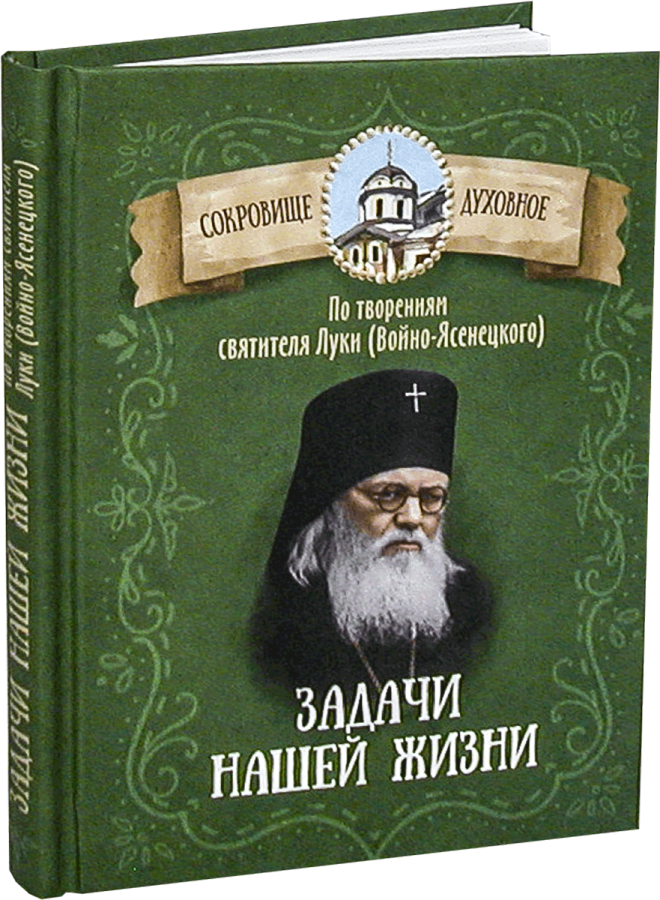 СОКРОВИЩЕ ДУХОВНОЕ
По творениям
святителя Луки (Войно-Ясенецкого)
ЗАДАЧИ
НАШЕЙ ЖИЗНИ
По творениям святителя
Луки (Войно-Ясенецкого)
ЗАДАЧИ НАШЕЙ ЖИЗНИ